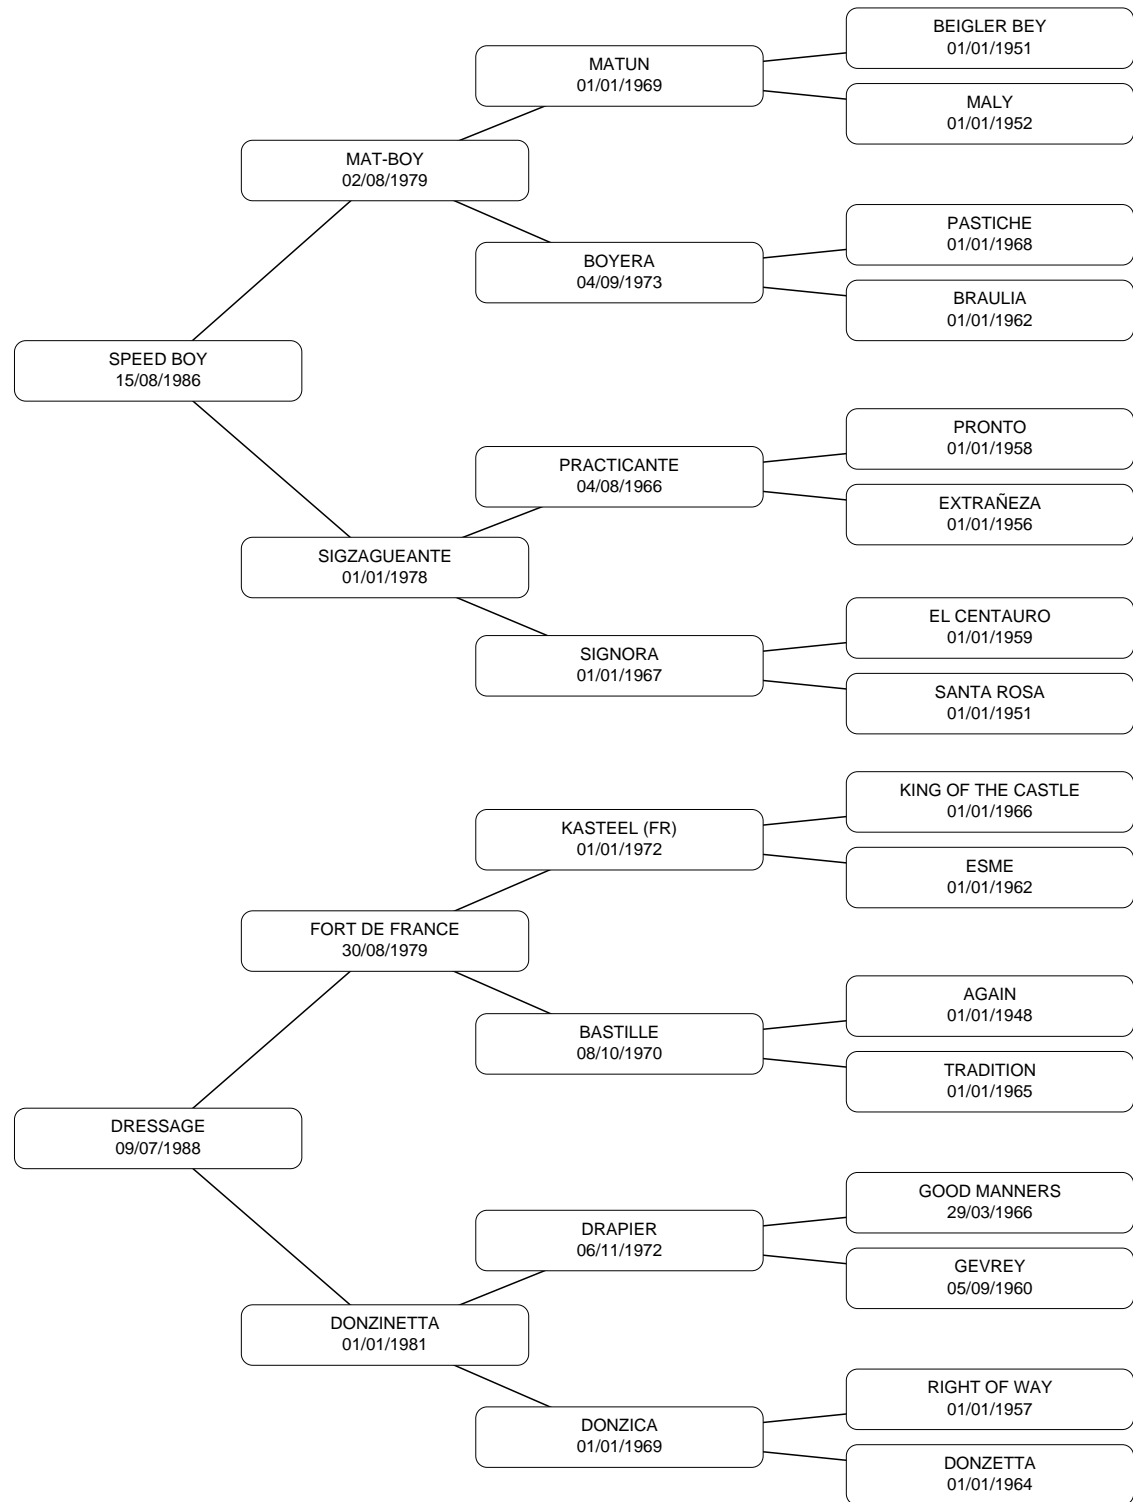 BEIGLER BEY
01/01/1951
MATUN
01/01/1969
MALY
01/01/1952
MAT-BOY
02/08/1979
PASTICHE
01/01/1968
BOYERA
04/09/1973
BRAULIA
01/01/1962
SPEED BOY
15/08/1986
PRONTO
01/01/1958
PRACTICANTE
04/08/1966
EXTRAÑEZA
01/01/1956
SIGZAGUEANTE
01/01/1978
EL CENTAURO
01/01/1959
SIGNORA
01/01/1967
SANTA ROSA
01/01/1951
KING OF THE CASTLE
01/01/1966
KASTEEL (FR)
01/01/1972
ESME
01/01/1962
FORT DE FRANCE
30/08/1979
AGAIN
01/01/1948
BASTILLE
08/10/1970
TRADITION
01/01/1965
DRESSAGE
09/07/1988
GOOD MANNERS
29/03/1966
DRAPIER
06/11/1972
GEVREY
05/09/1960
DONZINETTA
01/01/1981
RIGHT OF WAY
01/01/1957
DONZICA
01/01/1969
DONZETTA
01/01/1964